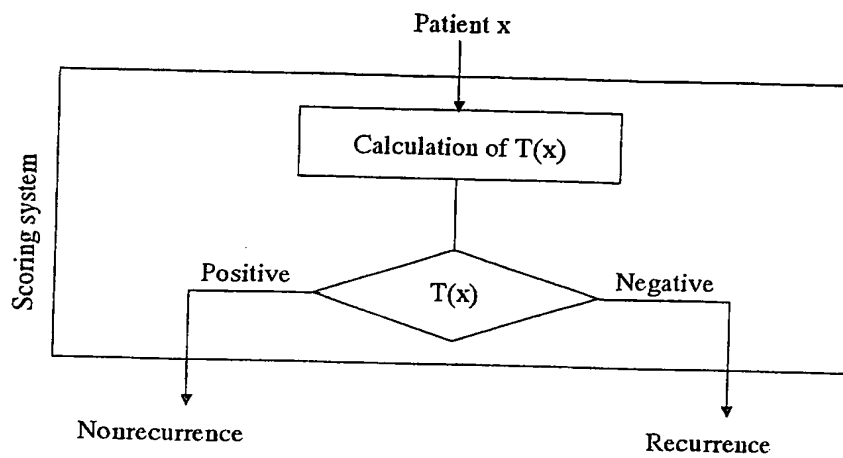 Patient x
Calculation of T(x)
Scoring system
Positive
T(x)
Negative
Nonrecurrence
Recurrence